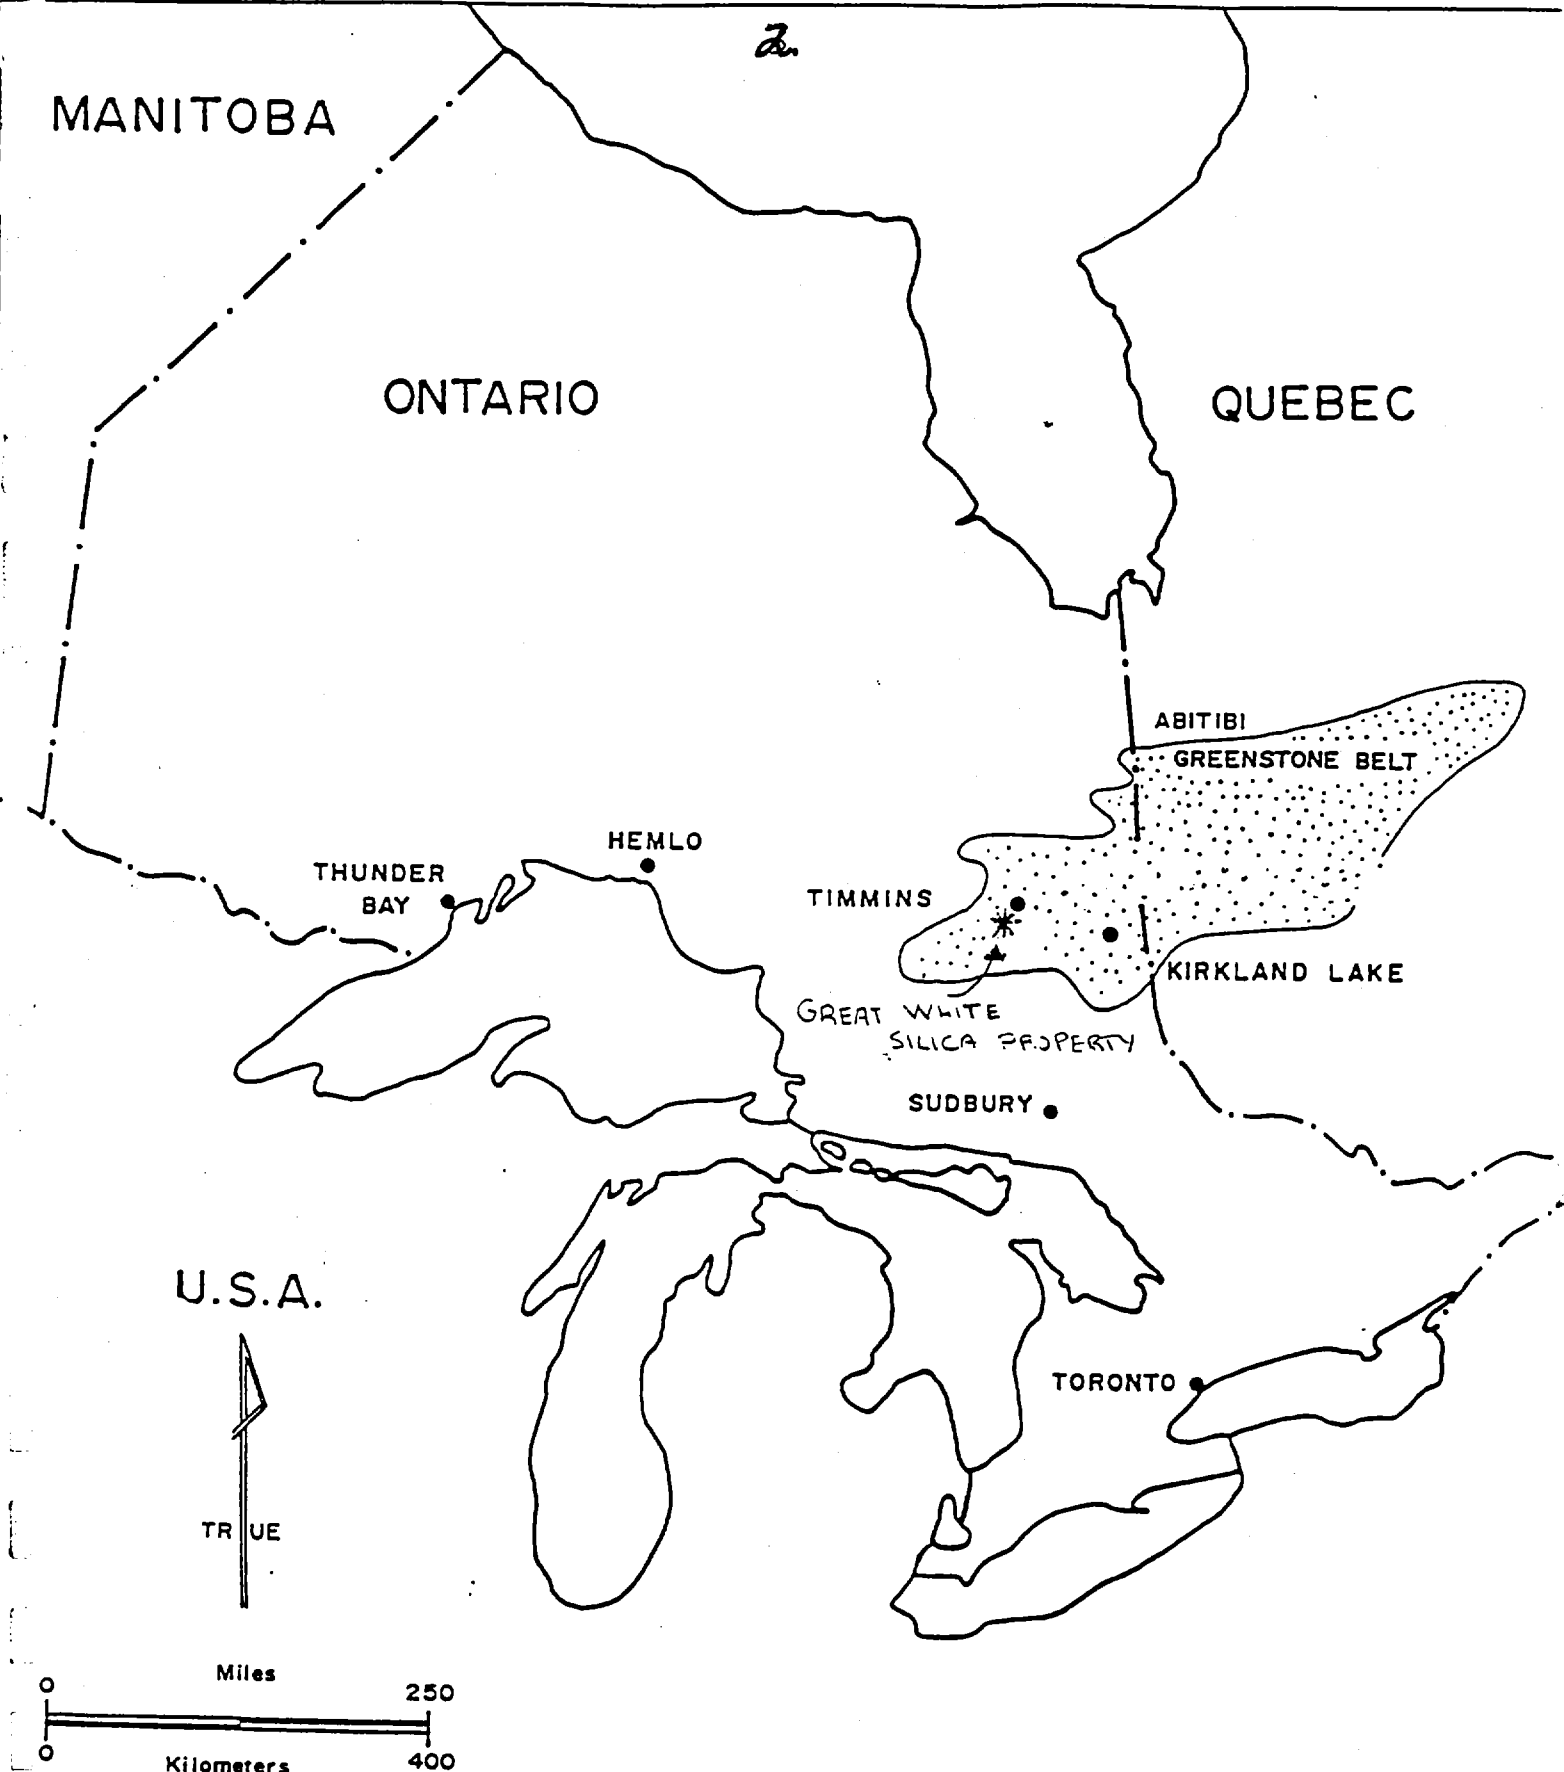 2.
MANITOBA
ONTARIO
QUEBEC
ABITIBI
GREENSTONE BELT
HEMLO
THUNDER
BAY
TIMMINS
KIRKLAND LAKE
GREAT WHITE
SILICA PROPERTY
SUDBURY
U.S.A.
TORONTO
TRUE
Miles
0 250
0 400
Kilometers